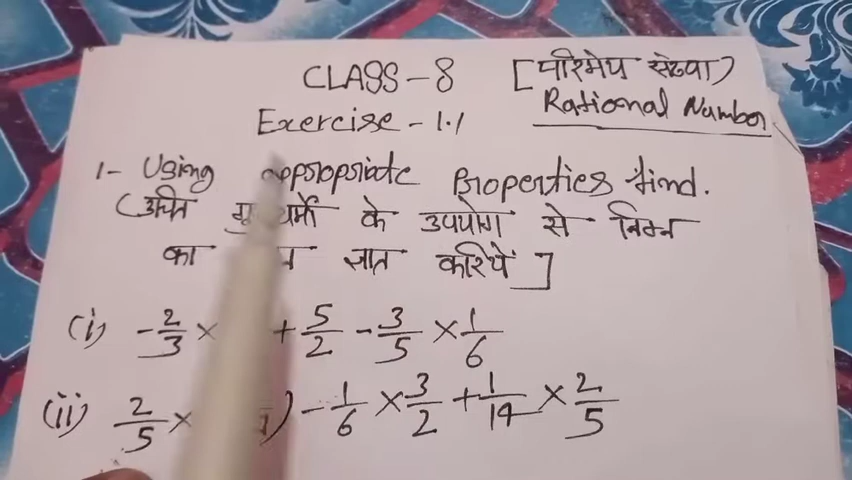 CLASS-8 [परिमेय संख्या)
Rational Number
Exercise - 1.1
1- Using appropriate Properties find.
(उचित के उपयोग से निम्न
का ज्ञात करिये ]
(i) -2/3 × + 5/2 - 3/5 × 1/6
(ii) 2/5 × ) - 1/6 × 3/2 + 1/14 × 2/5